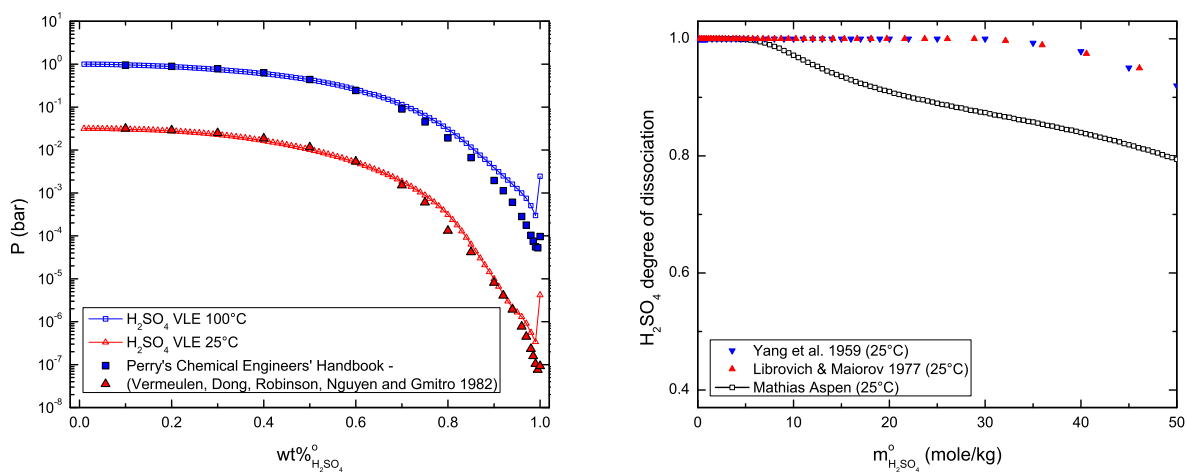 10¹
10⁰
10⁻¹
10⁻²
10⁻³
10⁻⁴
10⁻⁵
10⁻⁶
10⁻⁷
10⁻⁸
P (bar)
H₂SO₄ VLE 100°C
H₂SO₄ VLE 25°C
Perry's Chemical Engineers' Handbook -
(Vermeulen, Dong, Robinson, Nguyen and Gmitro 1982)
0.0 0.2 0.4 0.6 0.8 1.0
wt%°H₂SO₄
1.0
0.8
0.6
0.4
H₂SO₄ degree of dissociation
Yang et al. 1959 (25°C)
Librovich & Maiorov 1977 (25°C)
Mathias Aspen (25°C)
0 10 20 30 40 50
m°H₂SO₄ (mole/kg)